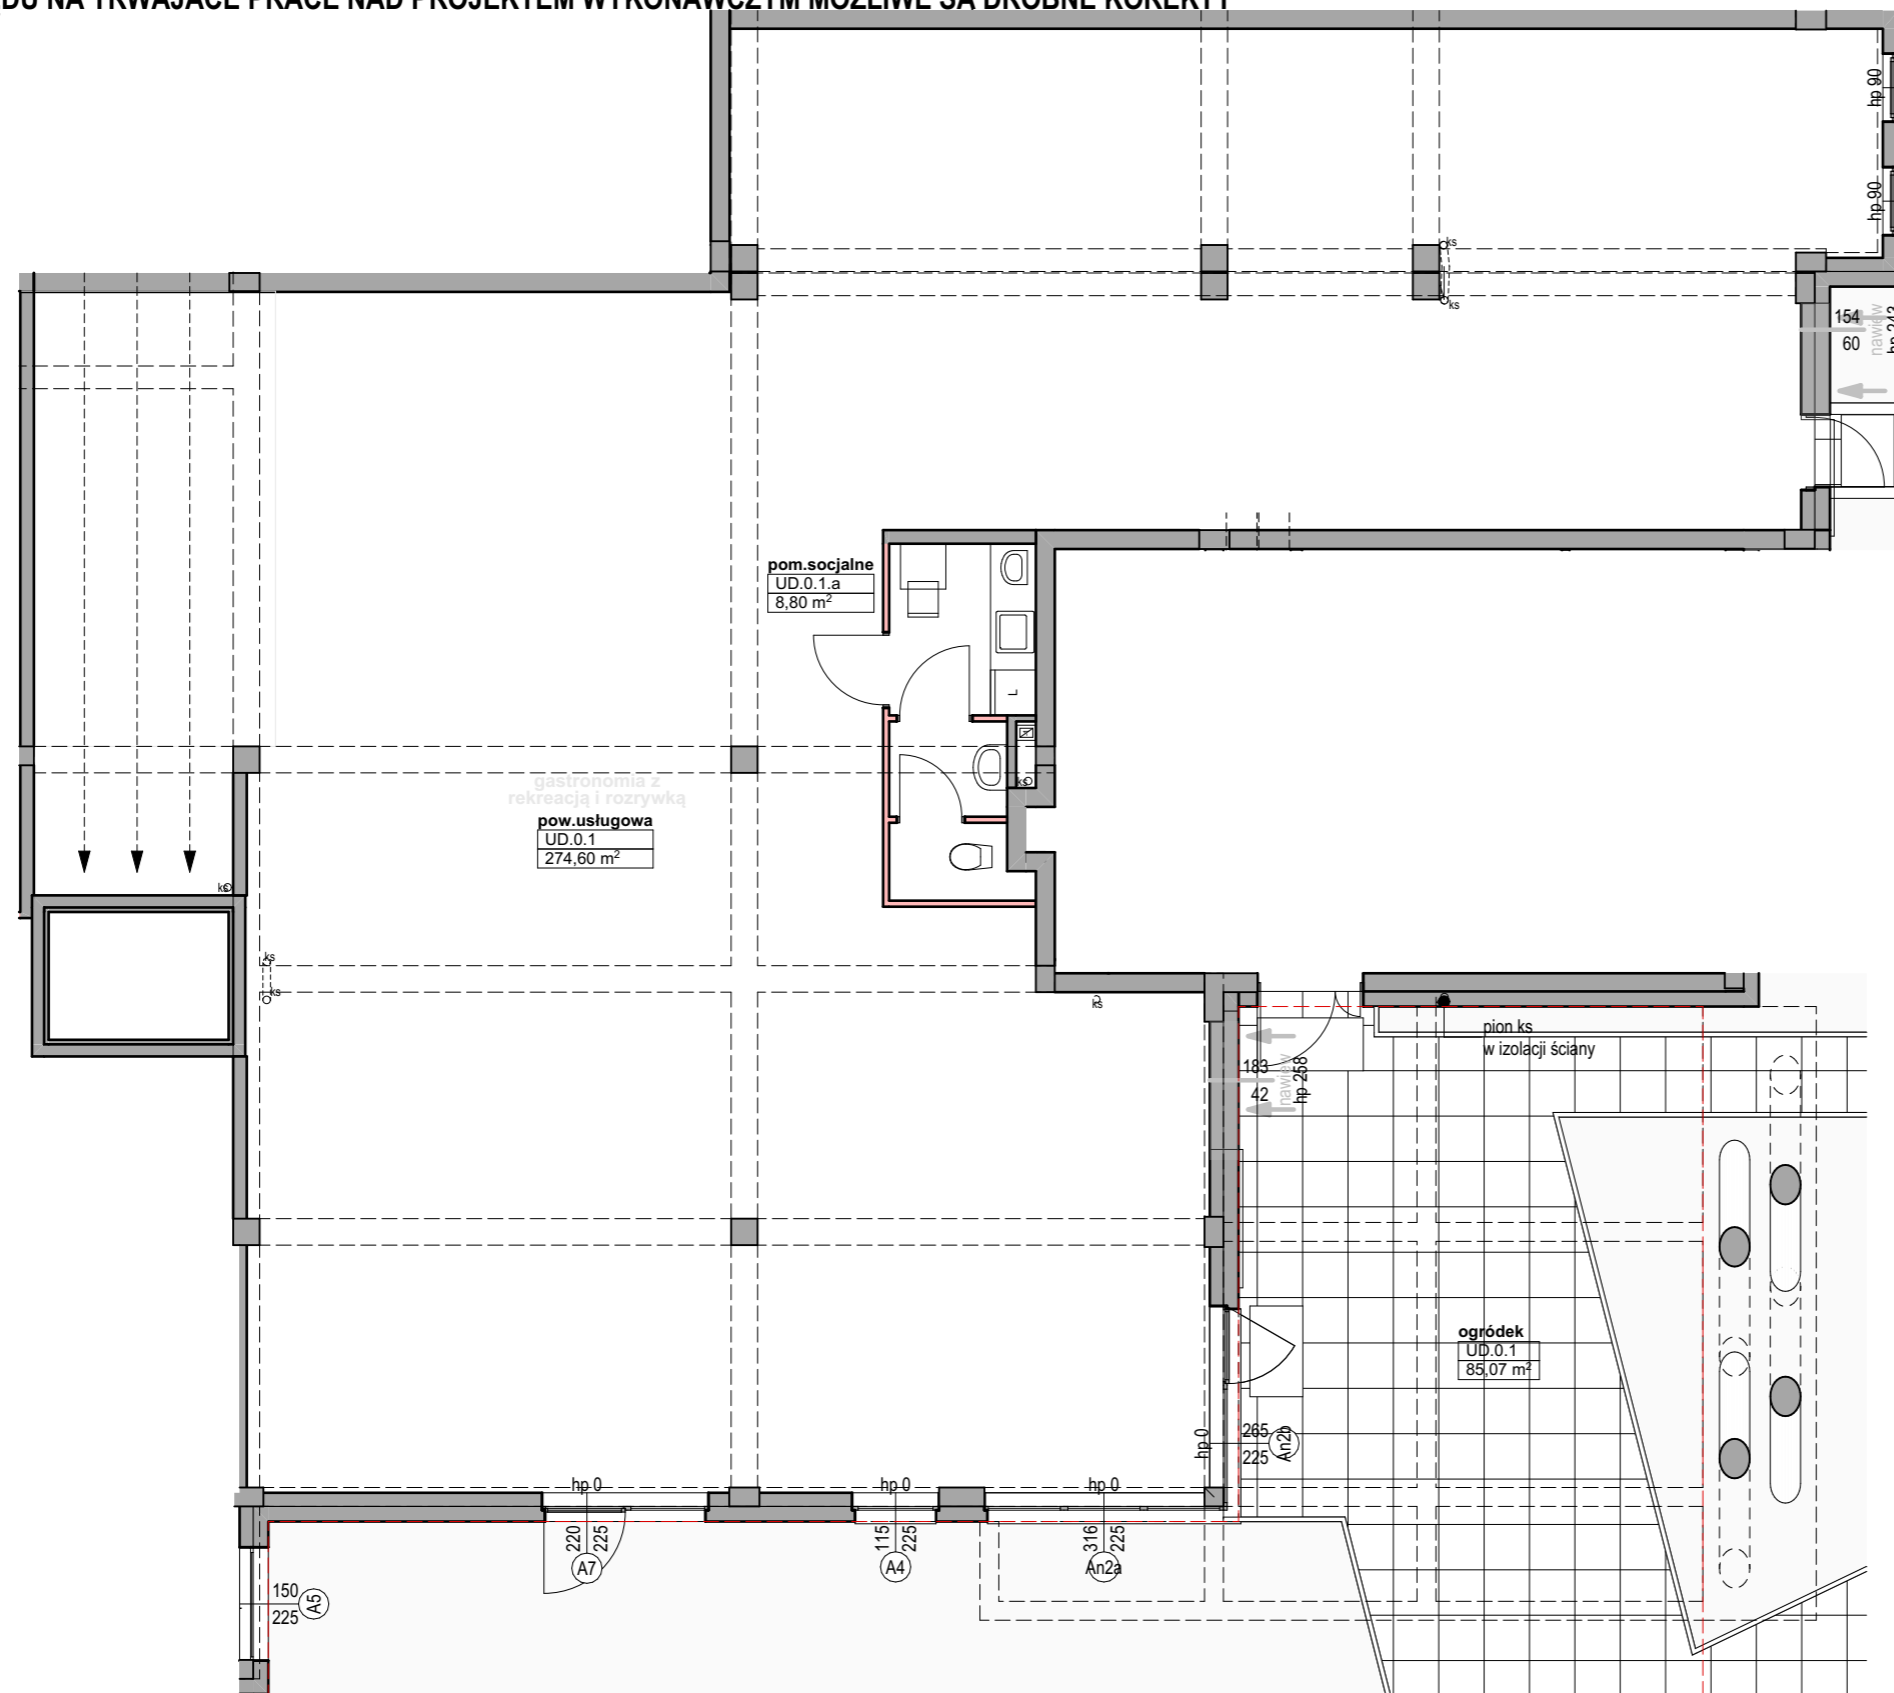 NA TRWAJĄCE PRACE NAD PROJEKTEM WYKONAWCZYM MOŻLIWE SĄ DROBNE KOREKTY
hp 90
hp 90
ks
ks
154
60
nawiew
hp 243
pom.socjalne
UD.0.1.a
8,80 m²
L
ks
gastronomia z
rekreacją i rozrywką
pow.usługowa
UD.0.1
274,60 m²
ks
ks
ks
ks
ks
pion ks
w izolacji ściany
183
42
nawiew
hp 258
ogródek
UD.0.1
85,07 m²
hp 0
265
225
An2b
hp 0
hp 0
hp 0
220
225
A7
115
225
A4
316
225
An2a
150
225
A5